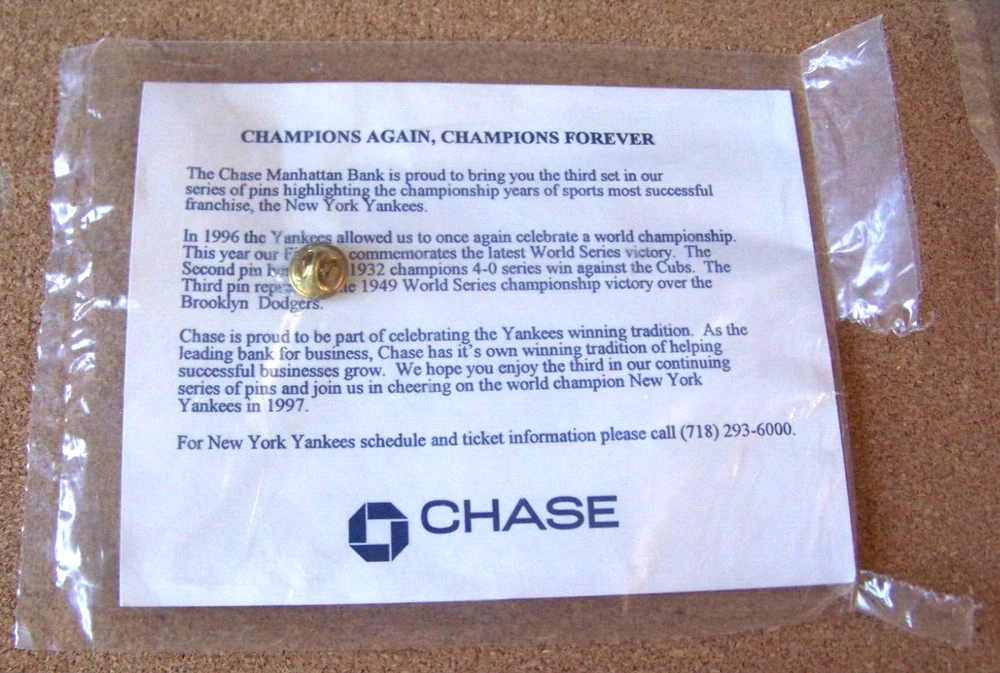 CHAMPIONS AGAIN, CHAMPIONS FOREVER
The Chase Manhattan Bank is proud to bring you the third set in our
series of pins highlighting the championship years of sports most successful
franchise, the New York Yankees.
In 1996 the Yankees allowed us to once again celebrate a world championship.
This year our commemorates the latest World Series victory. The
Second pin 1932 champions 4-0 series win against the Cubs. The
Third pin 1949 World Series championship victory over the
Brooklyn Dodgers.
Chase is proud to be part of celebrating the Yankees winning tradition. As the
leading bank for business, Chase has it's own winning tradition of helping
successful businesses grow. We hope you enjoy the third in our continuing
series of pins and join us in cheering on the world champion New York
Yankees in 1997.
For New York Yankees schedule and ticket information please call (718) 293-6000.
CHASE